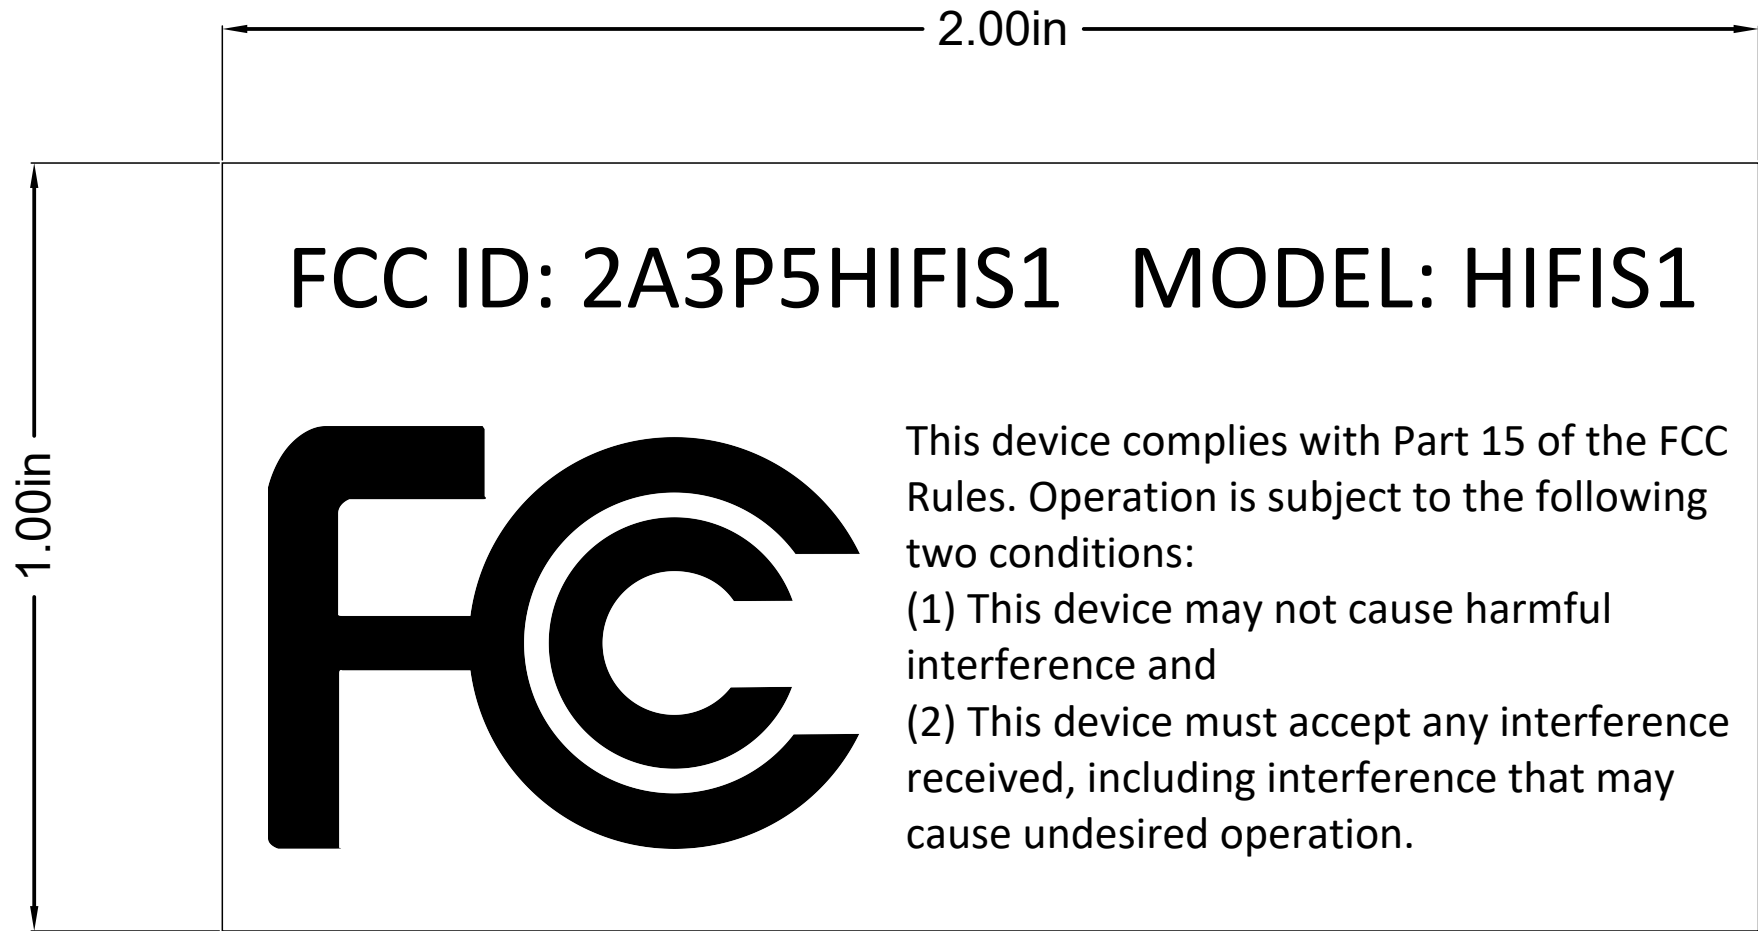 2.00in
1.00in
FCC ID: 2A3P5HIFIS1 MODEL: HIFIS1
FC
This device complies with Part 15 of the FCC
Rules. Operation is subject to the following
two conditions:
(1) This device may not cause harmful
interference and
(2) This device must accept any interference
received, including interference that may
cause undesired operation.